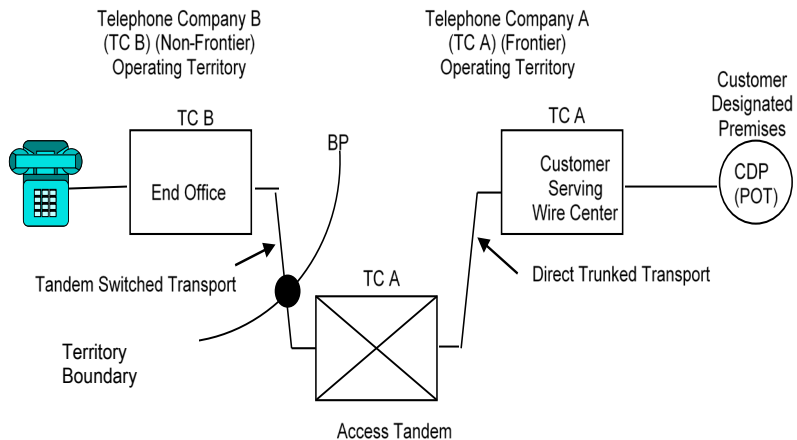 Telephone Company B
(TC B) (Non-Frontier)
Operating Territory
Telephone Company A
(TC A) (Frontier)
Operating Territory
Customer
Designated
Premises
TC B
BP
TC A
End Office
Customer
Serving
Wire Center
CDP
(POT)
Tandem Switched Transport
TC A
Direct Trunked Transport
Territory
Boundary
Access Tandem